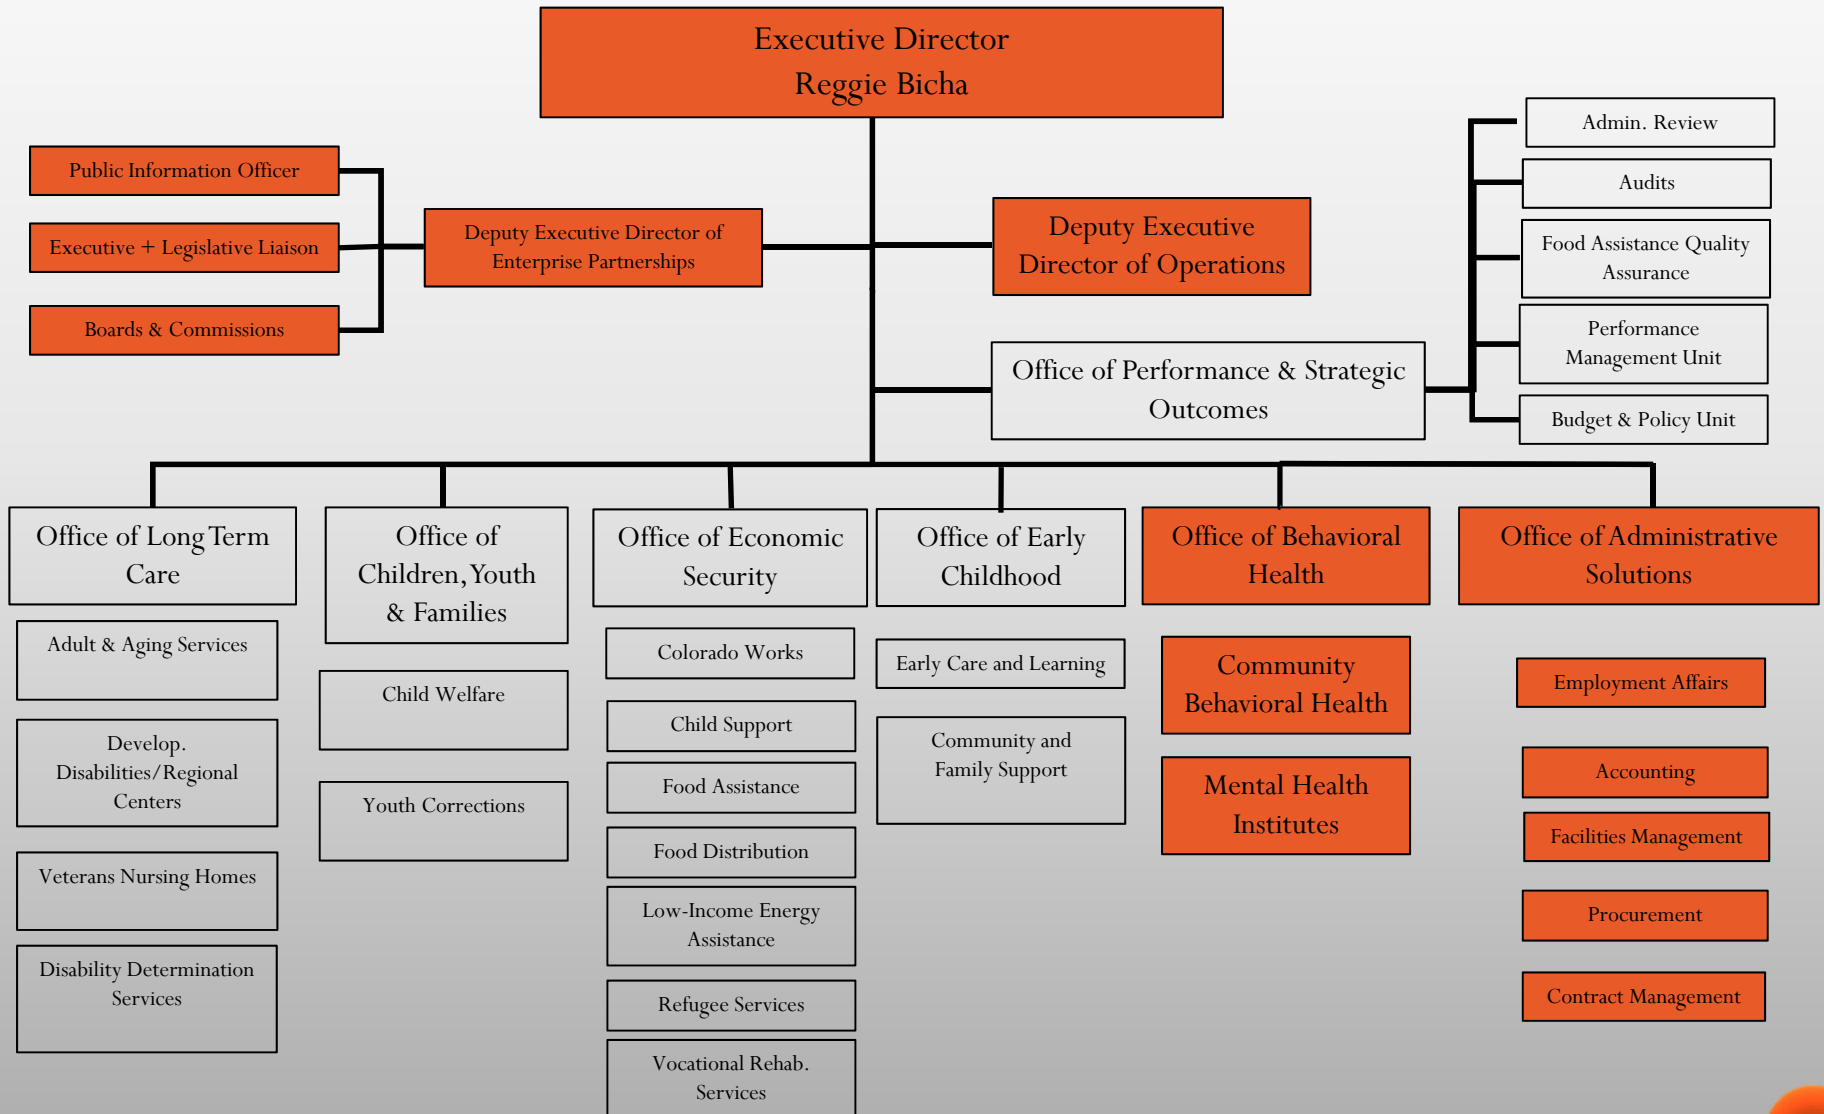 Executive Director
Reggie Bicha
Public Information Officer
Executive + Legislative Liaison
Boards & Commissions
Deputy Executive Director of
Enterprise Partnerships
Deputy Executive
Director of Operations
Office of Performance & Strategic
Outcomes
Admin. Review
Audits
Food Assistance Quality
Assurance
Performance
Management Unit
Budget & Policy Unit
Office of Long Term
Care
Adult & Aging Services
Develop.
Disabilities/Regional
Centers
Veterans Nursing Homes
Disability Determination
Services
Office of
Children, Youth
& Families
Child Welfare
Youth Corrections
Office of Economic
Security
Colorado Works
Child Support
Food Assistance
Food Distribution
Low-Income Energy
Assistance
Refugee Services
Vocational Rehab.
Services
Office of Early
Childhood
Early Care and Learning
Community and
Family Support
Office of Behavioral
Health
Community
Behavioral Health
Mental Health
Institutes
Office of Administrative
Solutions
Employment Affairs
Accounting
Facilities Management
Procurement
Contract Management